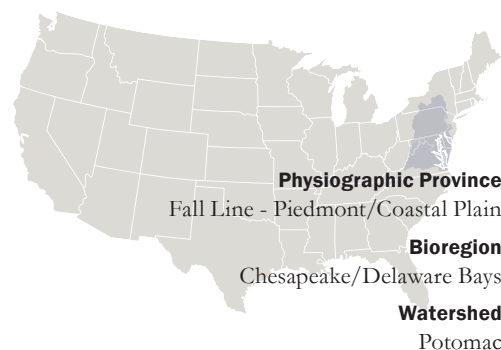 Physiographic Province
Fall Line - Piedmont/Coastal Plain
Bioregion
Chesapeake/Delaware Bays
Watershed
Potomac